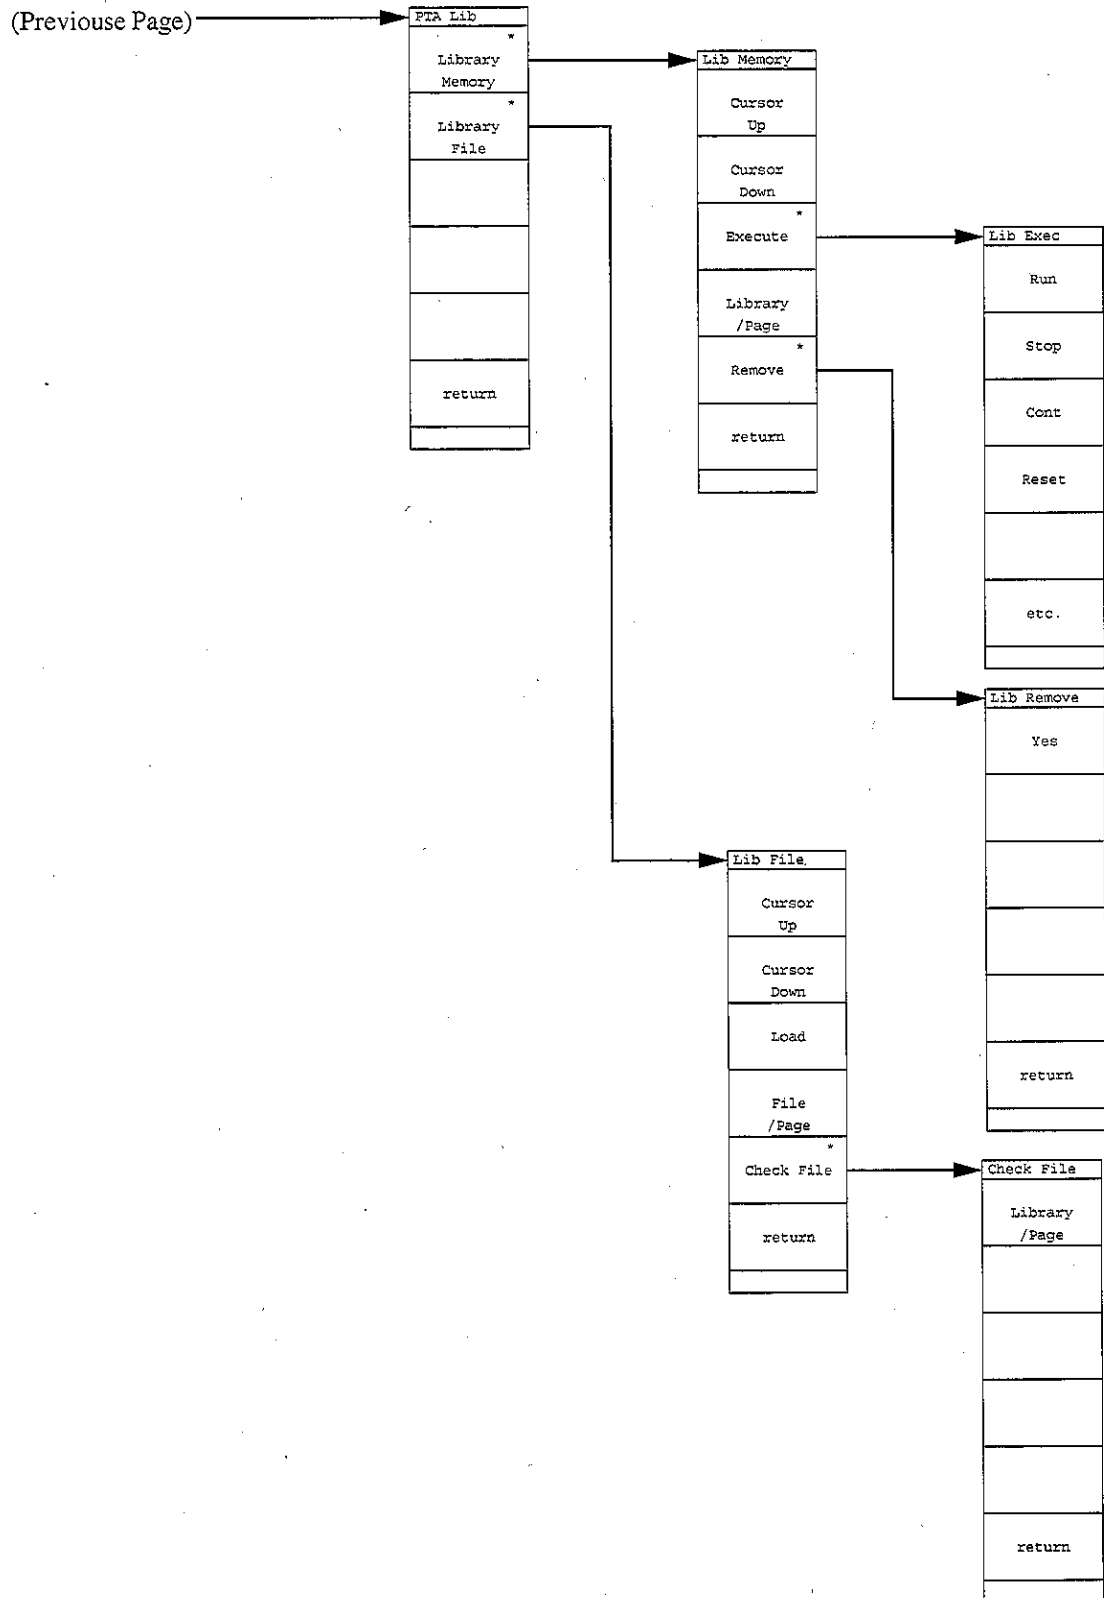 (Previouse Page)
PTA Lib
*
Library
Memory
*
Library
File
return
Lib Memory
Cursor
Up
Cursor
Down
*
Execute
Library
/Page
*
Remove
return
Lib Exec
Run
Stop
Cont
Reset
etc.
Lib Remove
Yes
return
Lib File
Cursor
Up
Cursor
Down
Load
File
/Page
*
Check File
return
Check File
Library
/Page
return